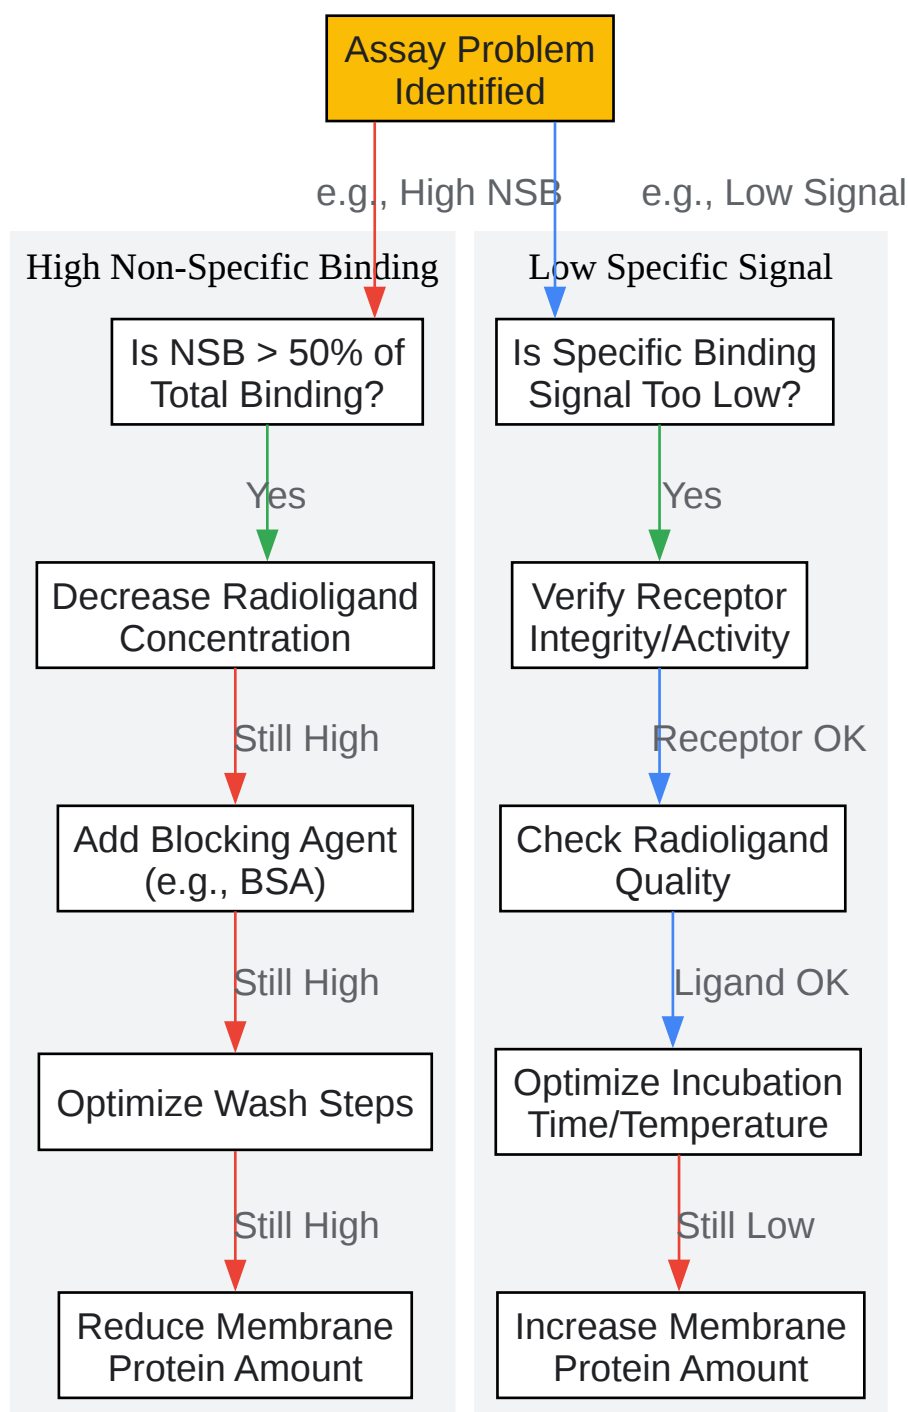 Assay Problem
Identified
e.g., High NSB
e.g., Low Signal
High Non-Specific Binding
Is NSB > 50% of
Total Binding?
Yes
Decrease Radioligand
Concentration
Still High
Add Blocking Agent
(e.g., BSA)
Still High
Optimize Wash Steps
Still High
Reduce Membrane
Protein Amount
Low Specific Signal
Is Specific Binding
Signal Too Low?
Yes
Verify Receptor
Integrity/Activity
Receptor OK
Check Radioligand
Quality
Ligand OK
Optimize Incubation
Time/Temperature
Still Low
Increase Membrane
Protein Amount